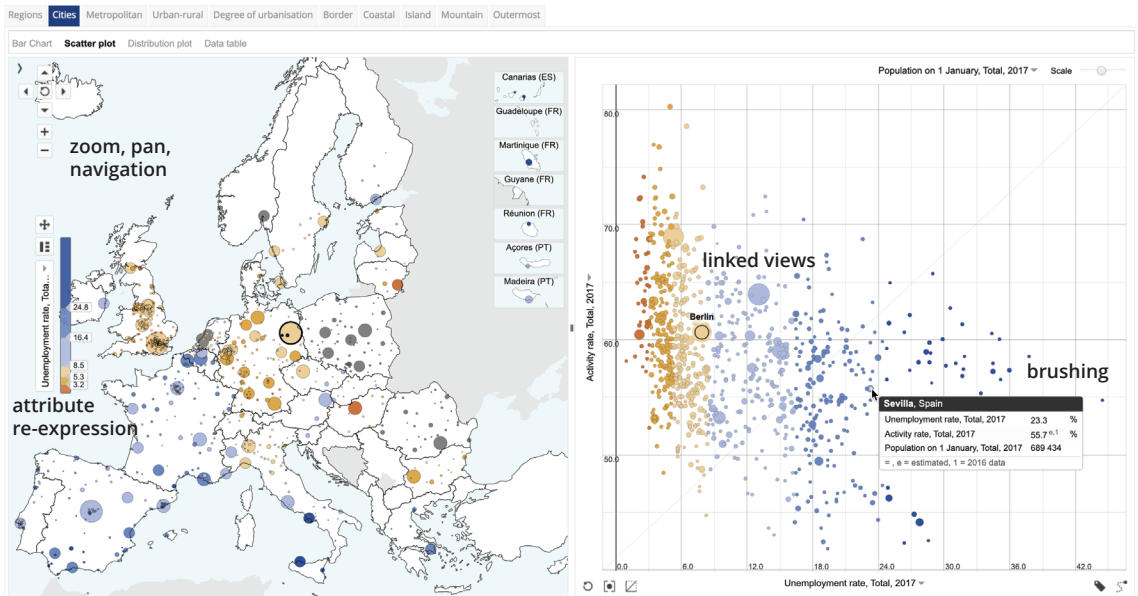 Regions Cities Metropolitan Urban-rural Degree of urbanisation Border Coastal Island Mountain Outermost
Bar Chart Scatter plot Distribution plot Data table
zoom, pan,
navigation
Canarias (ES)
Guadeloupe (FR)
Martinique (FR)
Guyane (FR)
Réunion (FR)
Açores (PT)
Madeira (PT)
Unemployment rate, Tota...
24.8
16.4
8.5
5.3
3.2
attribute
re-expression
Population on 1 January, Total, 2017 Scale
80.0
70.0
60.0
50.0
Activity rate, Total, 2017
linked views
Berlin
brushing
Sevilla, Spain
Unemployment rate, Total, 2017 23.3 %
Activity rate, Total, 2017 55.7 e,1 %
Population on 1 January, Total, 2017 689 434
= , e = estimated, 1 = 2016 data
0.0 6.0 12.0 18.0 24.0 30.0 36.0 42.0
Unemployment rate, Total, 2017